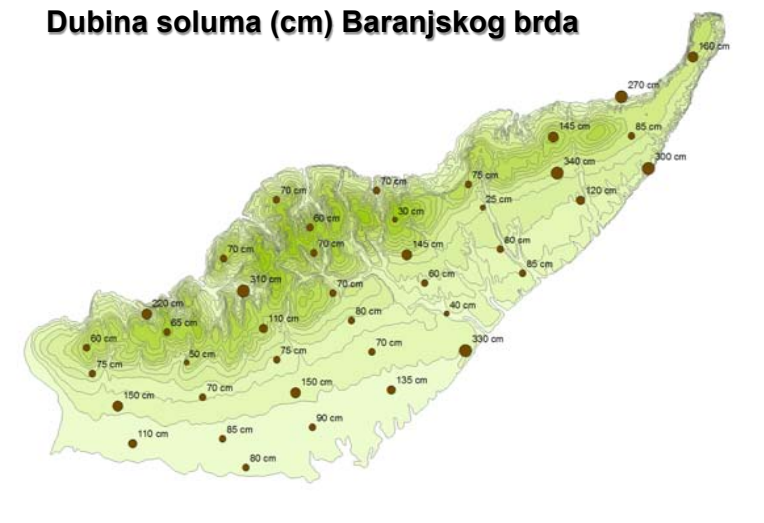 Dubina soluma (cm) Baranjskog brda
160 cm
270 cm
145 cm
85 cm
340 cm
300 cm
75 cm
120 cm
70 cm
70 cm
25 cm
30 cm
60 cm
70 cm
70 cm
145 cm
80 cm
85 cm
310 cm
70 cm
60 cm
220 cm
40 cm
65 cm
110 cm
80 cm
60 cm
330 cm
50 cm
75 cm
70 cm
75 cm
150 cm
70 cm
150 cm
135 cm
110 cm
85 cm
90 cm
80 cm